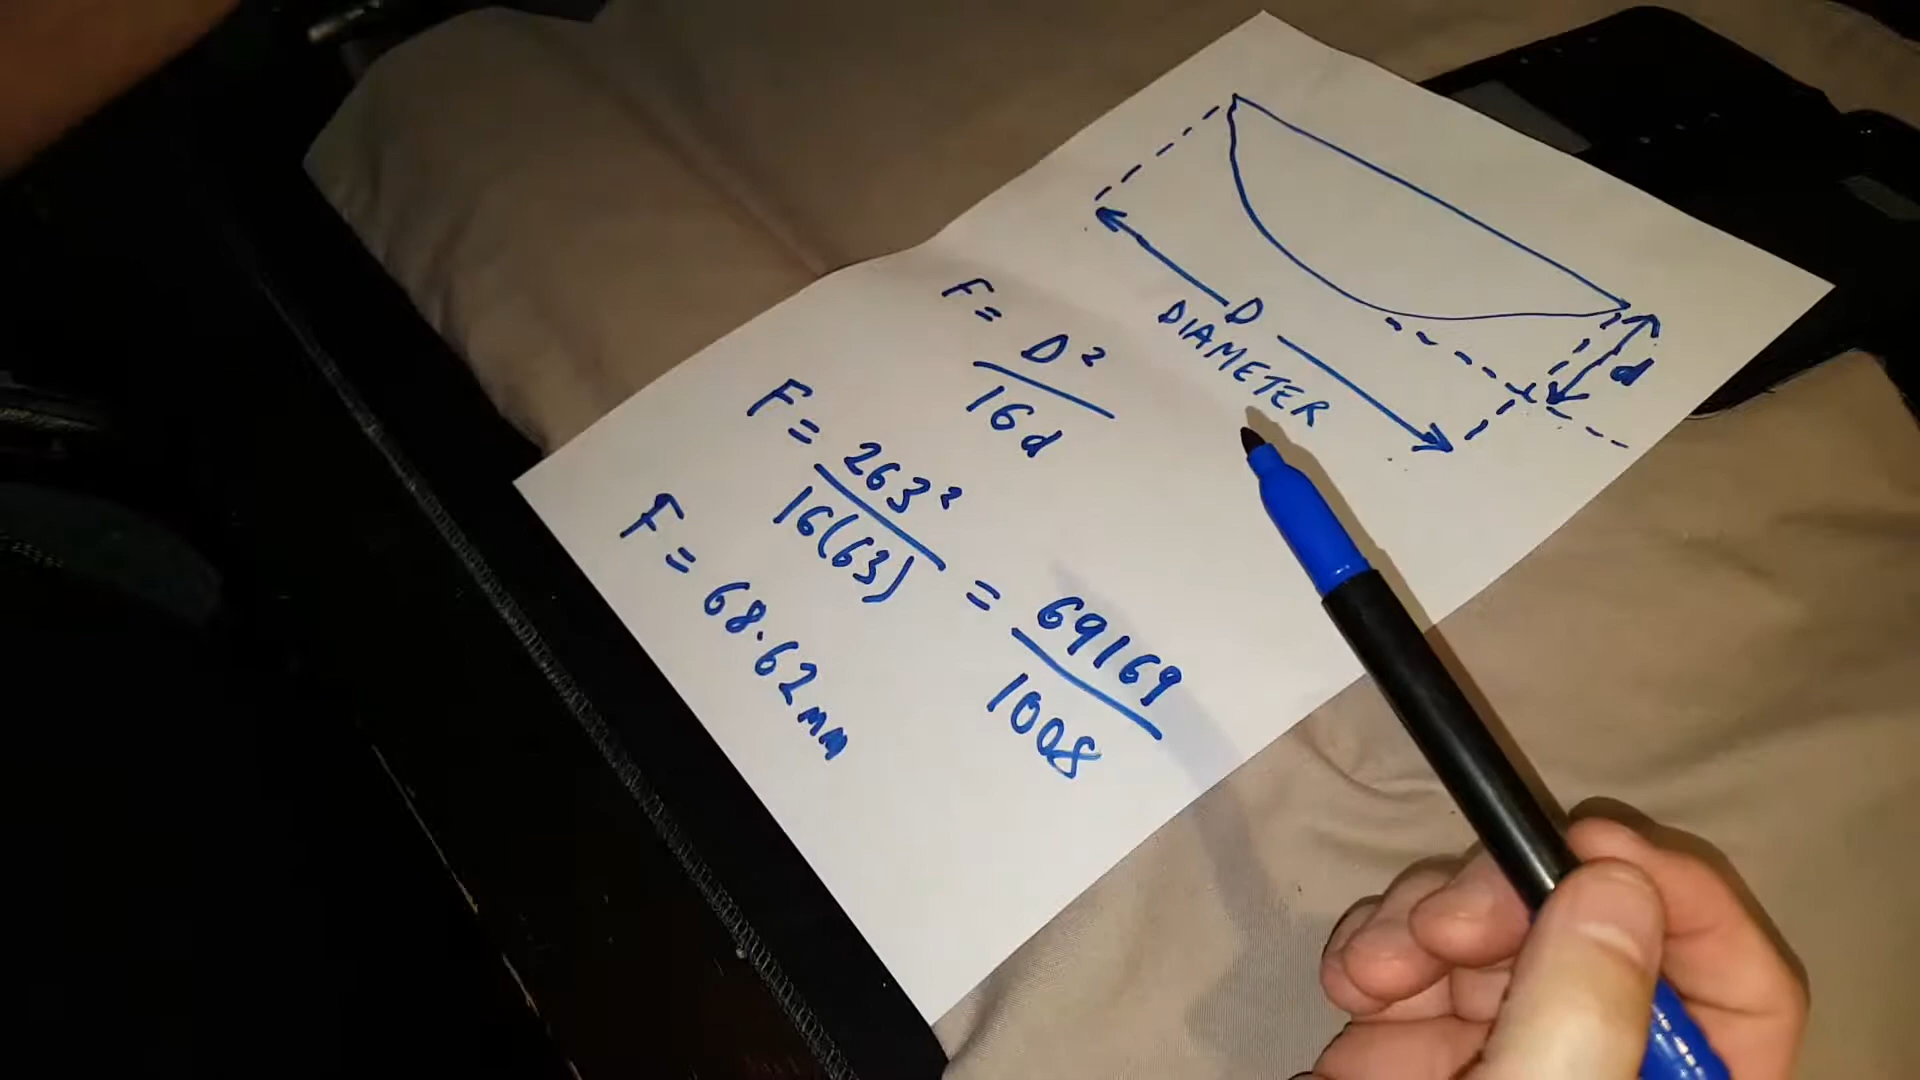 D
DIAMETER
d
F = D²
16d
F = 263²
16(63)
= 69169
1008
F = 68.62mm